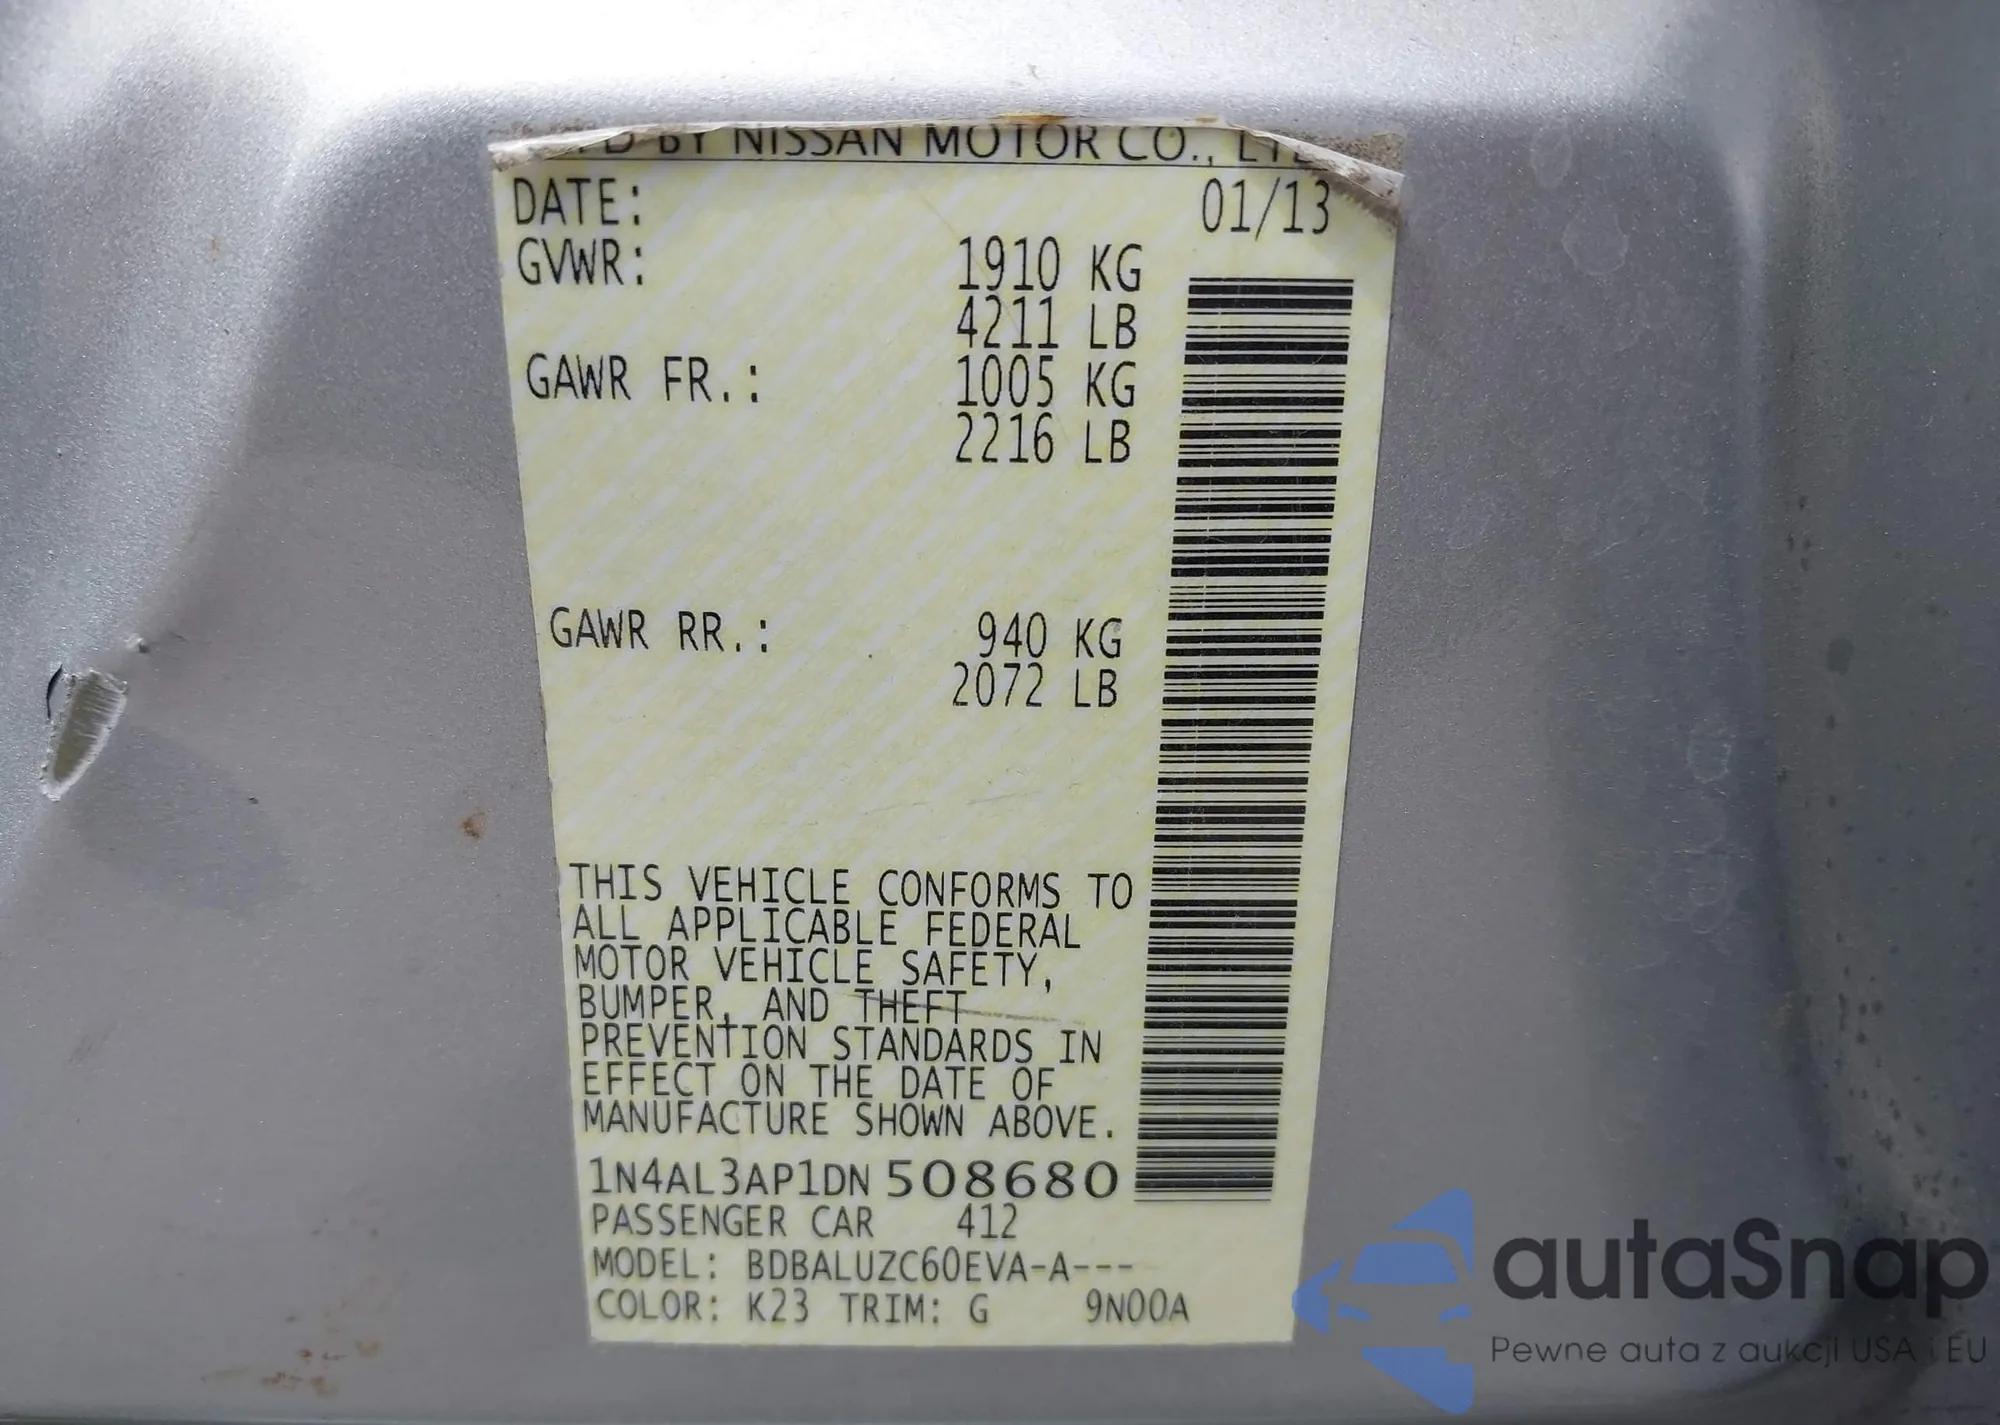 MFD BY NISSAN MOTOR CO., LTD
DATE: 01/13
GVWR: 1910 KG
4211 LB
GAWR FR.: 1005 KG
2216 LB
GAWR RR.: 940 KG
2072 LB
THIS VEHICLE CONFORMS TO
ALL APPLICABLE FEDERAL
MOTOR VEHICLE SAFETY,
BUMPER, AND THEFT
PREVENTION STANDARDS IN
EFFECT ON THE DATE OF
MANUFACTURE SHOWN ABOVE.
1N4AL3AP1DN508680
PASSENGER CAR 412
MODEL: BDBALUZC60EVA-A---
COLOR: K23 TRIM: G 9N00A
autaSnap
Pewne auta z aukcji USA i EU